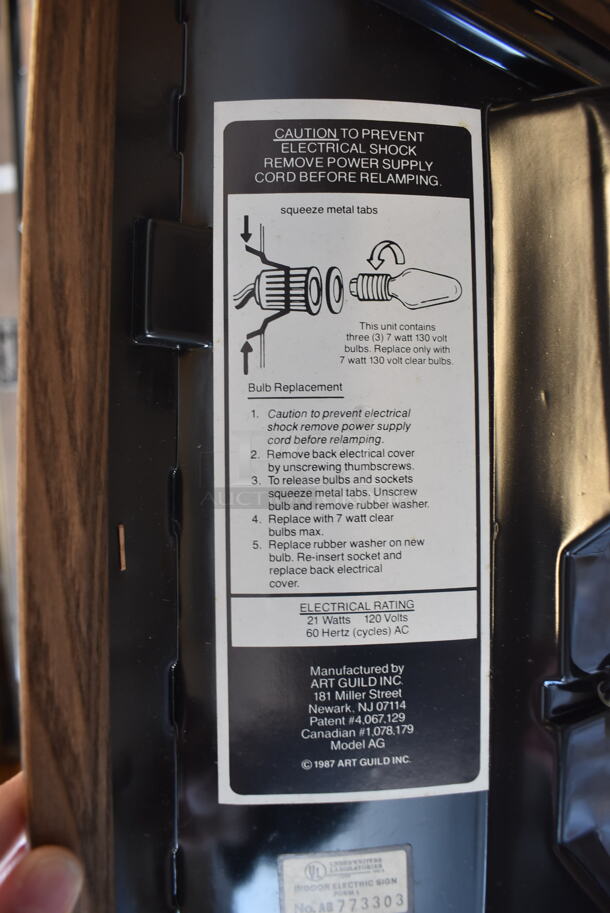 CAUTION TO PREVENT
ELECTRICAL SHOCK
REMOVE POWER SUPPLY
CORD BEFORE RELAMPING.
squeeze metal tabs
This unit contains
three (3) 7 watt 130 volt
bulbs. Replace only with
7 watt 130 volt clear bulbs.
Bulb Replacement
1. Caution to prevent electrical
shock remove power supply
cord before relamping.
2. Remove back electrical cover
by unscrewing thumbscrews.
3. To release bulbs and sockets
squeeze metal tabs. Unscrew
bulb and remove rubber washer.
4. Replace with 7 watt clear
bulbs max.
5. Replace rubber washer on new
bulb. Re-insert socket and
replace back electrical
cover.
ELECTRICAL RATING
21 Watts 120 Volts
60 Hertz (cycles) AC
Manufactured by
ART GUILD INC.
181 Miller Street
Newark, NJ 07114
Patent #4,067,129
Canadian #1,078,179
Model AG
© 1987 ART GUILD INC.
UL UNDERWRITERS
LABORATORIES
INDOOR ELECTRIC SIGN
No. AB 773303